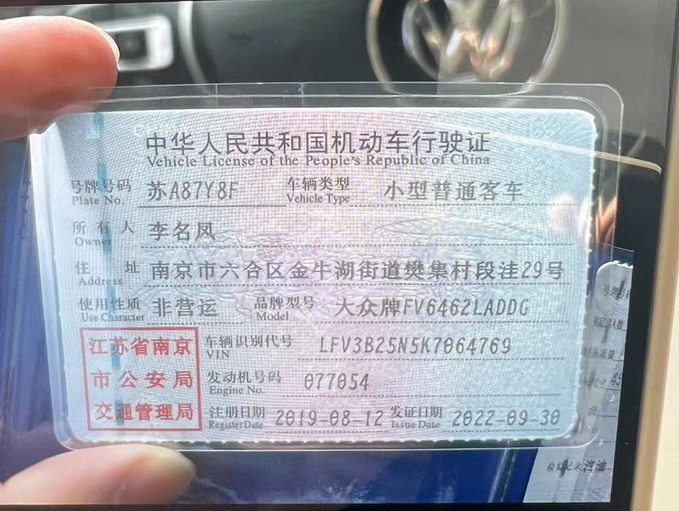 中华人民共和国机动车行驶证
Vehicle License of the People's Republic of China
号牌号码 苏A87Y8F 车辆类型 小型普通客车
Plate No. Vehicle Type
所有人 李名凤
Owner
住址 南京市六合区金牛湖街道樊集村段洼29号
Address
使用性质 非营运 品牌型号 大众牌FV6462LADDG
Use Character Model
江苏省南京
市公安局
交通管理局
车辆识别代号 LFV3B25N5K7064769
VIN
发动机号码 077054
Engine No.
注册日期 2019-08-12 发证日期 2022-09-30
Register Date Issue Date